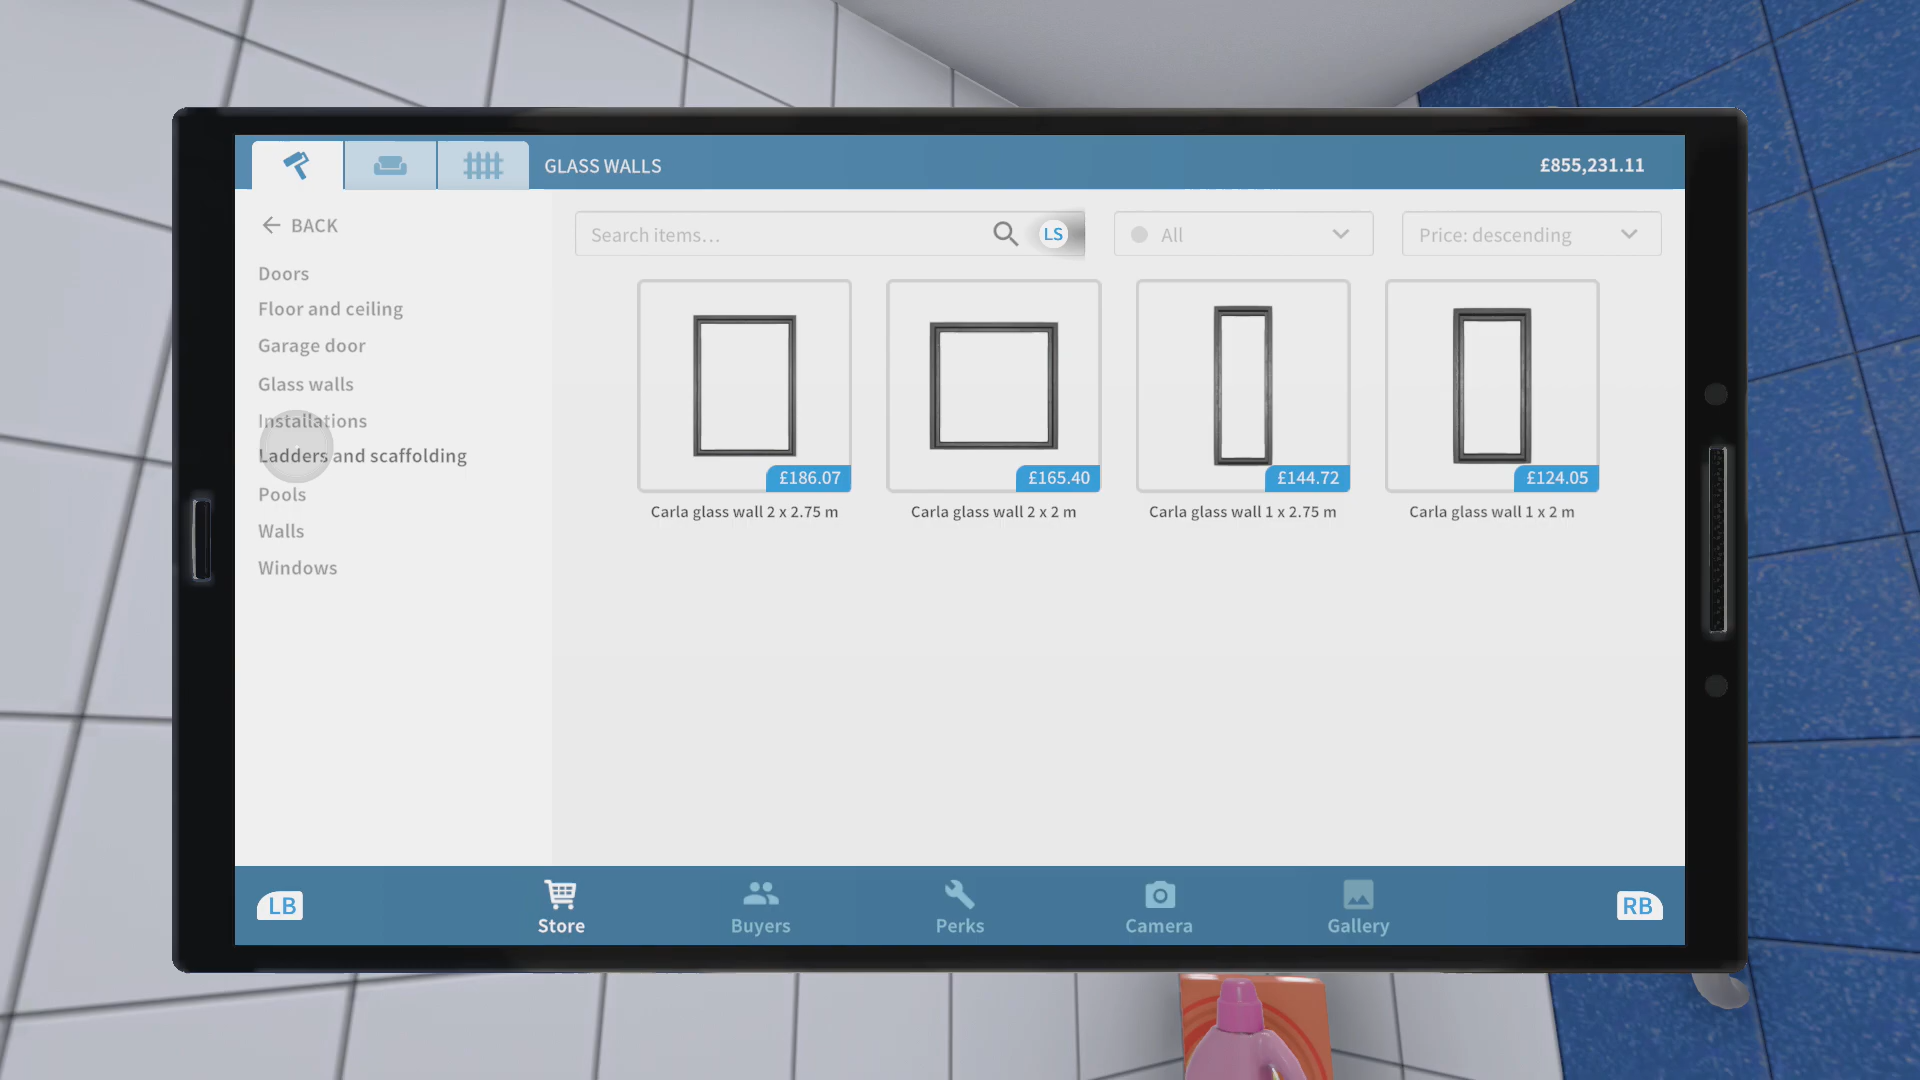 GLASS WALLS
£855,231.11
BACK
Doors
Floor and ceiling
Garage door
Glass walls
Installations
Ladders and scaffolding
Pools
Walls
Windows
Search items...
LS
All
Price: descending
£186.07
Carla glass wall 2 x 2.75 m
£165.40
Carla glass wall 2 x 2 m
£144.72
Carla glass wall 1 x 2.75 m
£124.05
Carla glass wall 1 x 2 m
LB
Store
Buyers
Perks
Camera
Gallery
RB